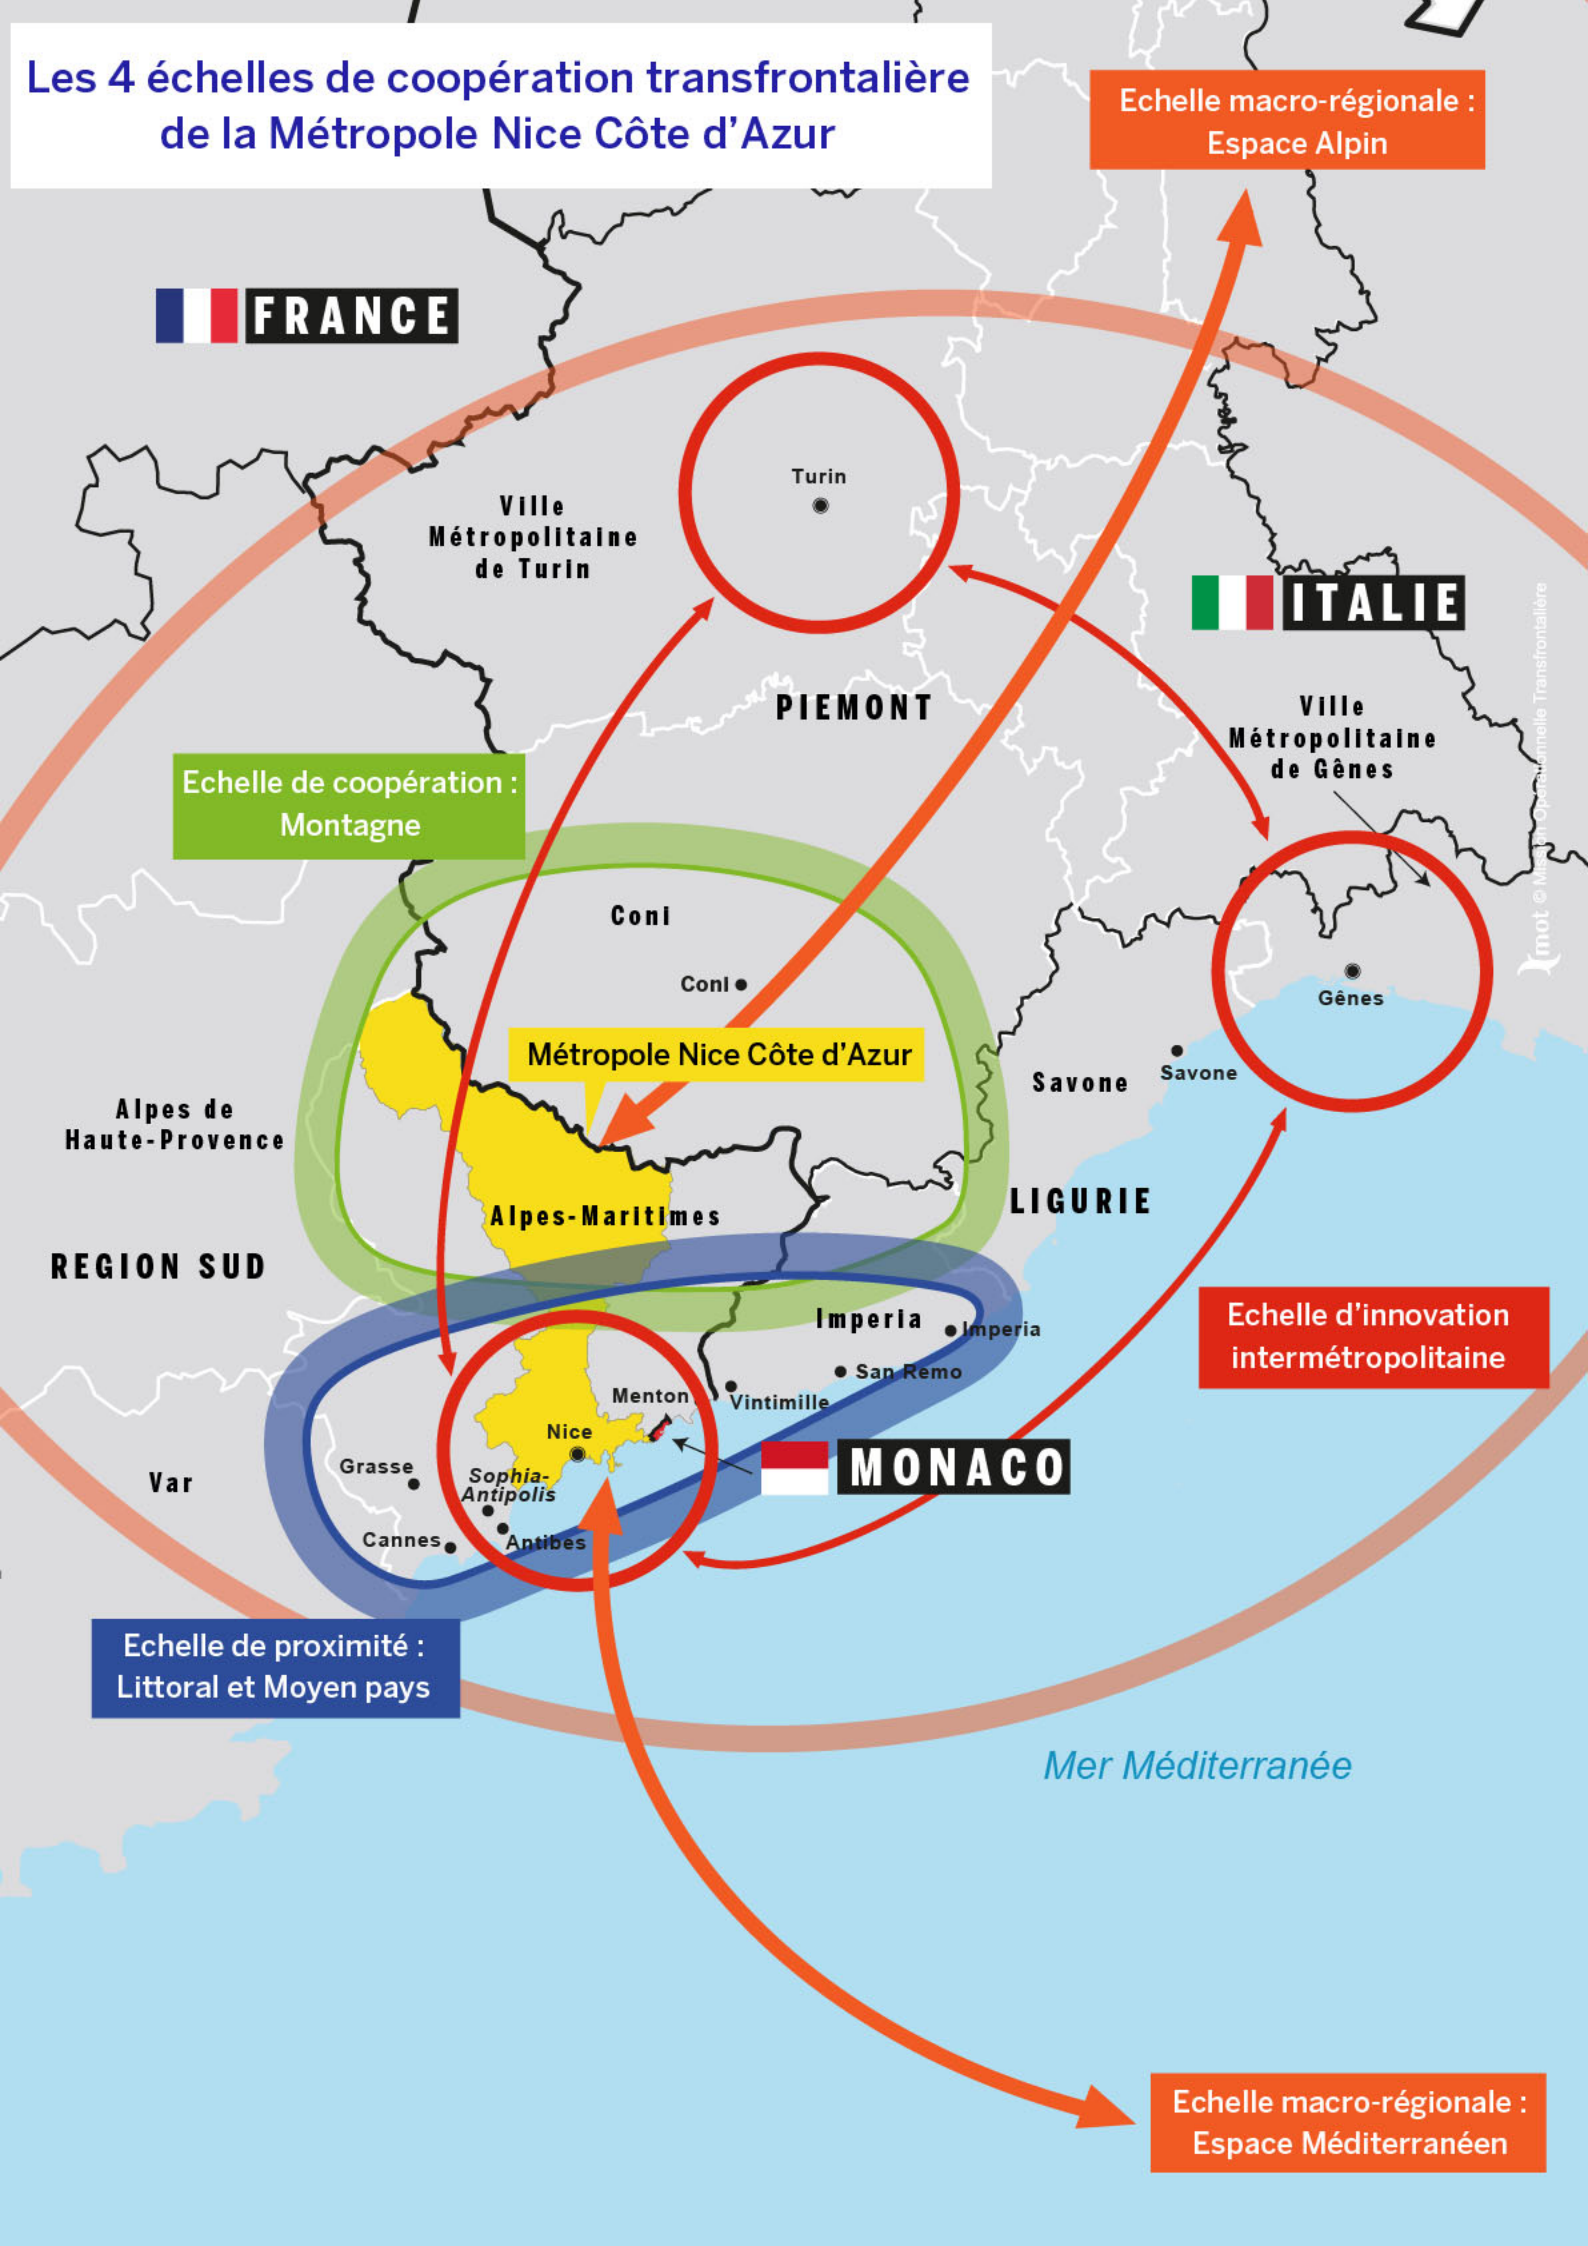 Les 4 échelles de coopération transfrontalière
de la Métropole Nice Côte d'Azur
Echelle macro-régionale :
Espace Alpin
FRANCE
Turin
Ville
Métropolitaine
de Turin
ITALIE
PIEMONT
Ville
Métropolitaine
de Gênes
mot © Mission Opérationnelle Transfrontalière
Echelle de coopération :
Montagne
Coni
Coni
Gênes
Métropole Nice Côte d'Azur
Savone
Savone
Alpes de
Haute-Provence
LIGURIE
Alpes-Maritimes
REGION SUD
Imperia
Imperia
Echelle d'innovation
intermétropolitaine
San Remo
Menton
Vintimille
Nice
MONACO
Grasse
Sophia-
Antipolis
Var
Cannes
Antibes
Echelle de proximité :
Littoral et Moyen pays
Mer Méditerranée
Echelle macro-régionale :
Espace Méditerranéen